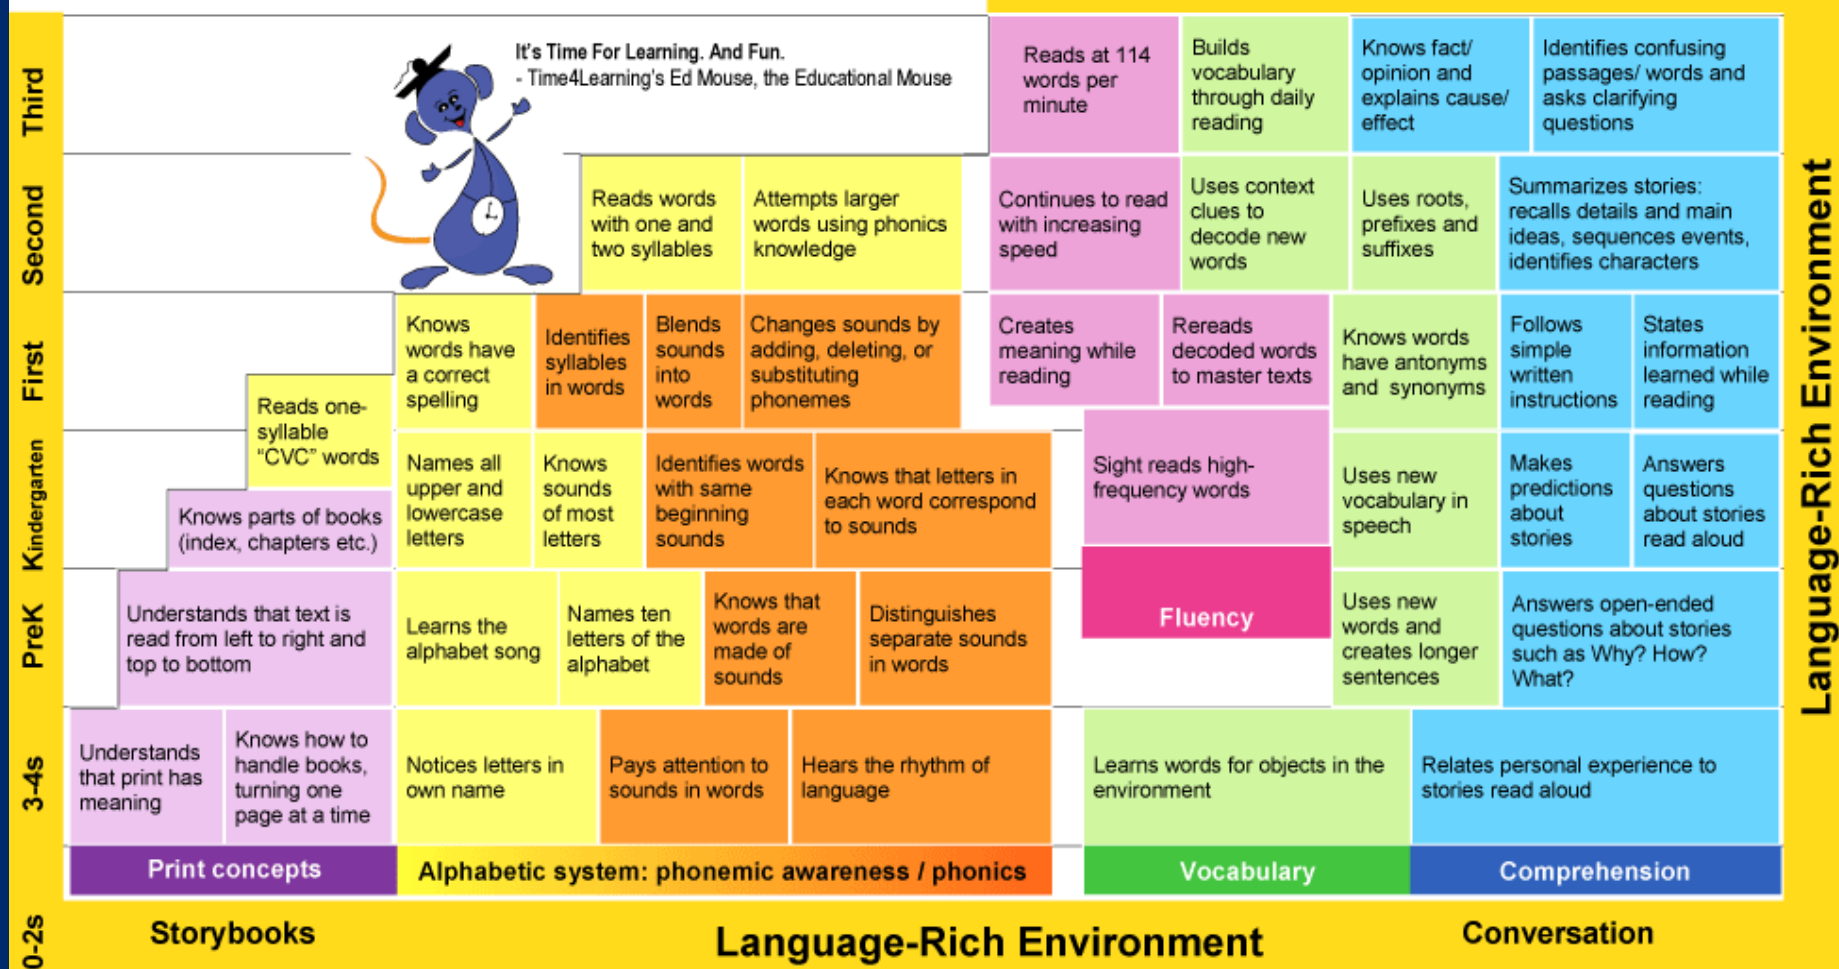 It's Time For Learning. And Fun.
- Time4Learning's Ed Mouse, the Educational Mouse
Third
Reads at 114
words per
minute
Builds
vocabulary
through daily
reading
Knows fact/
opinion and
explains cause/
effect
Identifies confusing
passages/ words and
asks clarifying
questions
Second
Reads words
with one and
two syllables
Attempts larger
words using phonics
knowledge
Continues to read
with increasing
speed
Uses context
clues to
decode new
words
Uses roots,
prefixes and
suffixes
Summarizes stories:
recalls details and main
ideas, sequences events,
identifies characters
First
Knows
words have
a correct
spelling
Identifies
syllables
in words
Blends
sounds
into
words
Changes sounds by
adding, deleting, or
substituting
phonemes
Creates
meaning while
reading
Rereads
decoded words
to master texts
Knows words
have antonyms
and synonyms
Follows
simple
written
instructions
States
information
learned while
reading
Reads one-
syllable
“CVC” words
Kindergarten
Knows parts of books
(index, chapters etc.)
Names all
upper and
lowercase
letters
Knows
sounds
of most
letters
Identifies words
with same
beginning
sounds
Knows that letters in
each word correspond
to sounds
Sight reads high-
frequency words
Uses new
vocabulary in
speech
Makes
predictions
about
stories
Answers
questions
about stories
read aloud
PreK
Understands that text is
read from left to right and
top to bottom
Learns the
alphabet song
Names ten
letters of the
alphabet
Knows that
words are
made of
sounds
Distinguishes
separate sounds
in words
Fluency
Uses new
words and
creates longer
sentences
Answers open-ended
questions about stories
such as Why? How?
What?
3-4s
Understands
that print has
meaning
Knows how to
handle books,
turning one
page at a time
Notices letters in
own name
Pays attention to
sounds in words
Hears the rhythm of
language
Learns words for objects in the
environment
Relates personal experience to
stories read aloud
Print concepts
Alphabetic system: phonemic awareness / phonics
Vocabulary
Comprehension
0-2s
Storybooks
Language-Rich Environment
Conversation
Language-Rich Environment